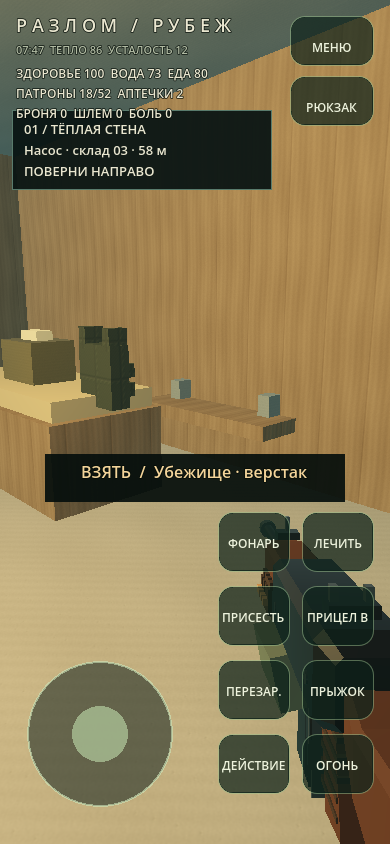 РАЗЛОМ / РУБЕЖ
07:47 ТЕПЛО 86 УСТАЛОСТЬ 12
ЗДОРОВЬЕ 100 ВОДА 73 ЕДА 80
ПАТРОНЫ 18/52 АПТЕЧКИ 2
БРОНЯ 0 ШЛЕМ 0 БОЛЬ 0
МЕНЮ
РЮКЗАК
01 / ТЁПЛАЯ СТЕНА
Насос · склад 03 · 58 м
ПОВЕРНИ НАПРАВО
ВЗЯТЬ / Убежище · верстак
ФОНАРЬ
ЛЕЧИТЬ
ПРИСЕСТЬ
ПРИЦЕЛ В
ПЕРЕЗАР.
ПРЫЖОК
ДЕЙСТВИЕ
ОГОНЬ